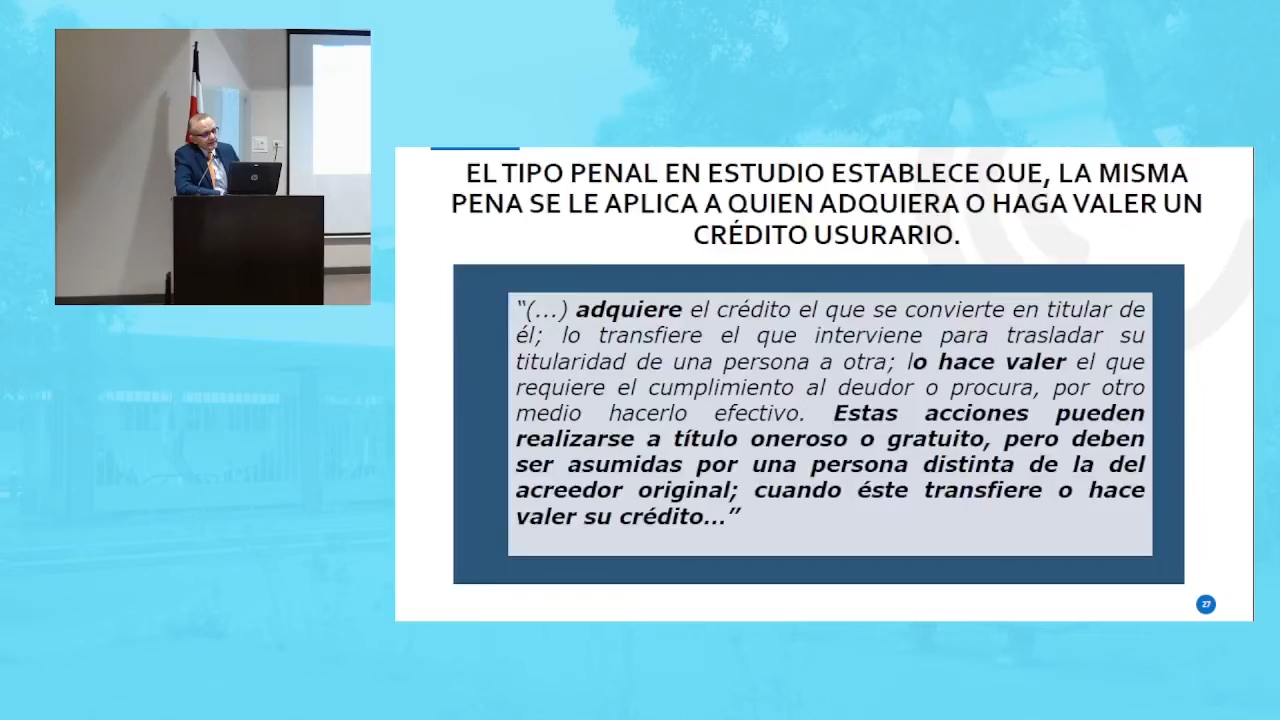 EL TIPO PENAL EN ESTUDIO ESTABLECE QUE, LA MISMA
PENA SE LE APLICA A QUIEN ADQUIERA O HAGA VALER UN
CRÉDITO USURARIO.
“(...) adquiere el crédito el que se convierte en titular de
él; lo transfiere el que interviene para trasladar su
titularidad de una persona a otra; lo hace valer el que
requiere el cumplimiento al deudor o procura, por otro
medio hacerlo efectivo. Estas acciones pueden
realizarse a título oneroso o gratuito, pero deben
ser asumidas por una persona distinta de la del
acreedor original; cuando éste transfiere o hace
valer su crédito...”
27